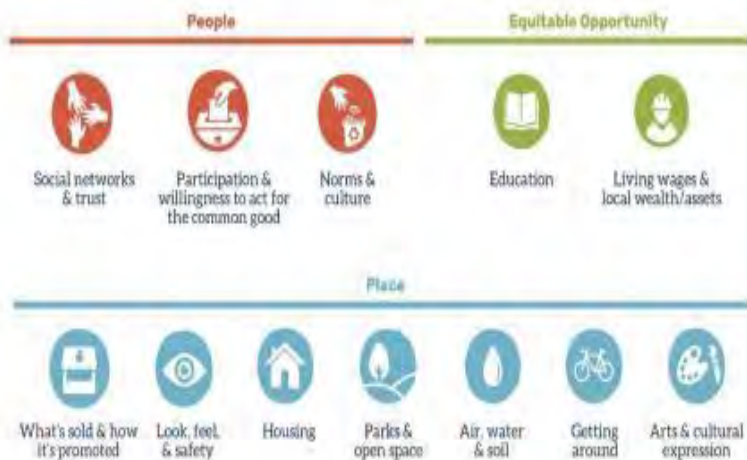 People
Equitable Opportunity
Social networks
& trust
Participation &
willingness to act for
the common good
Norms &
culture
Education
Living wages &
local wealth/assets
Place
What's sold & how
it's promoted
Look, feel,
& safety
Housing
Parks &
open space
Air, water
& soil
Getting
around
Arts & cultural
expression